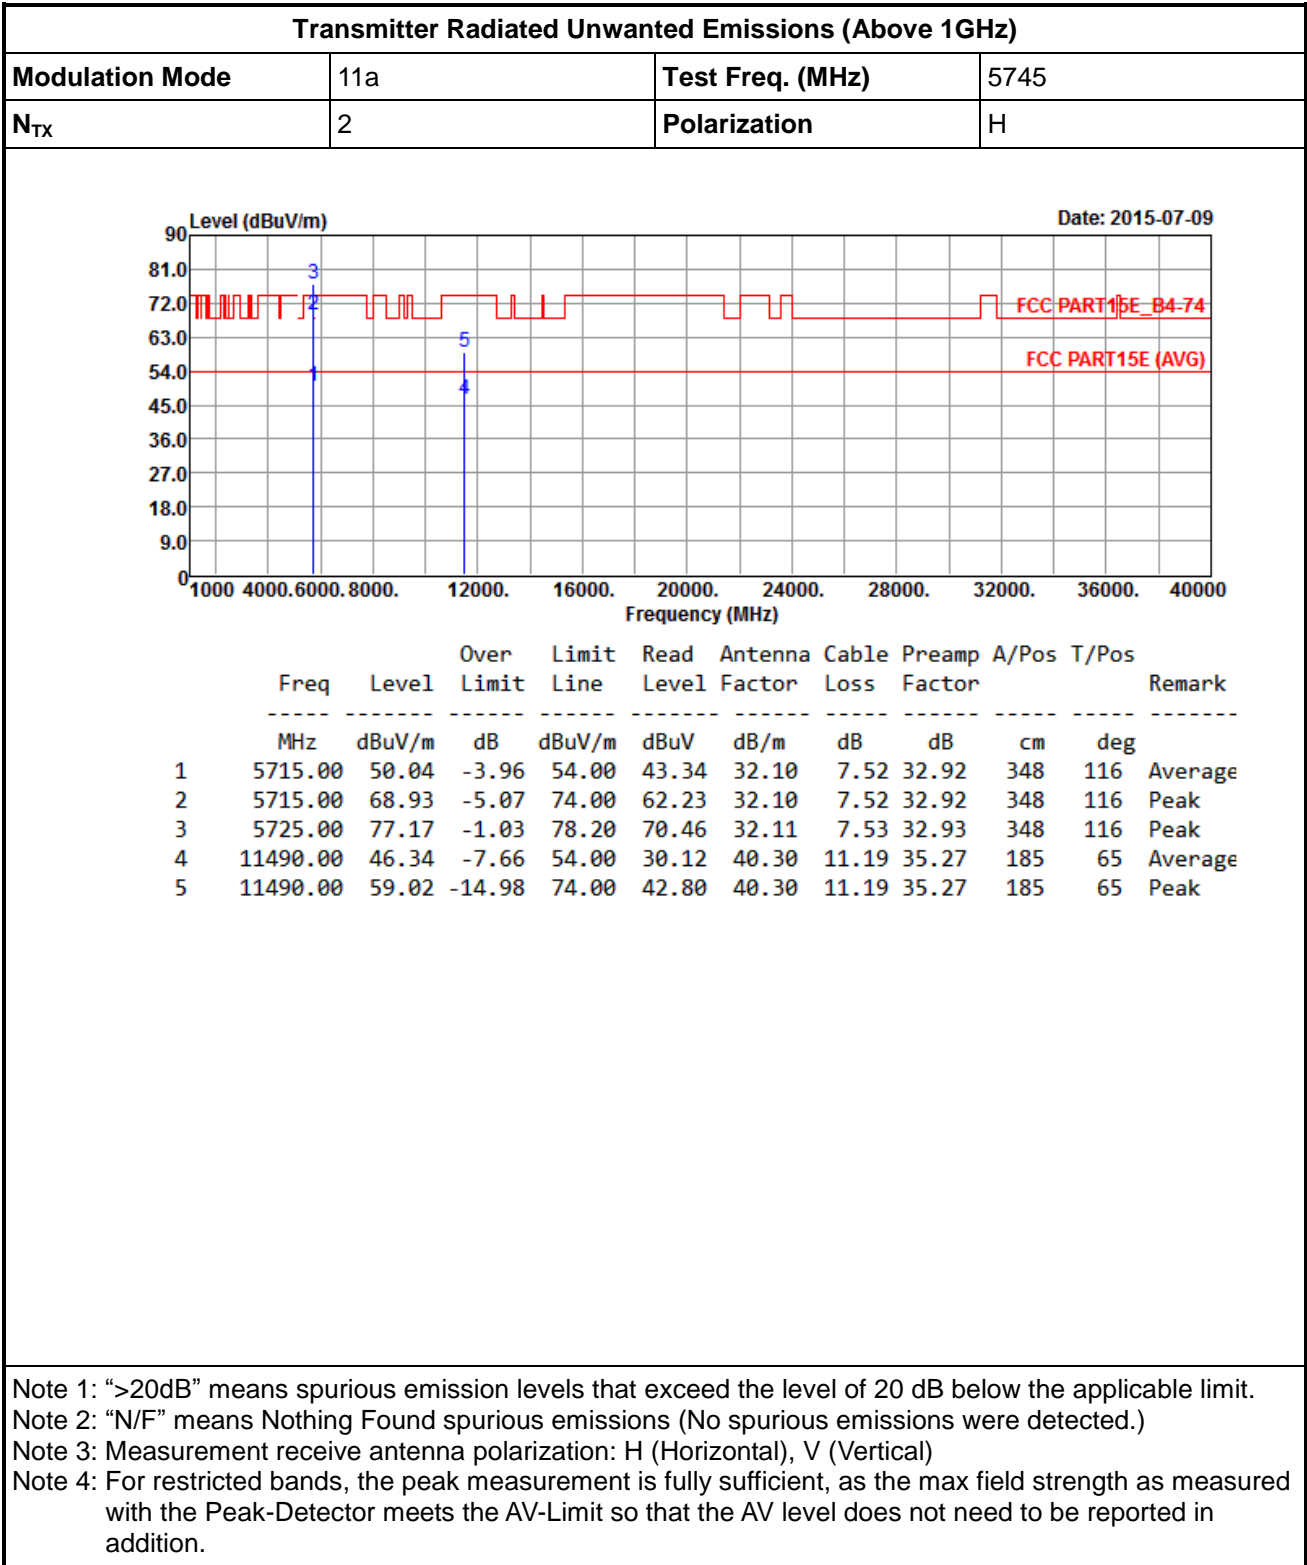 Transmitter Radiated Unwanted Emissions (Above 1GHz)
Modulation Mode 11a Test Freq. (MHz) 5745
NTX 2 Polarization H
Level (dBuV/m) Date: 2015-07-09
90
81.0
72.0
63.0
54.0
45.0
36.0
27.0
18.0
9.0
0
3
2
1
5
4
FCC PART15E_B4-74
FCC PART15E (AVG)
1000 4000. 6000. 8000. 12000. 16000. 20000. 24000. 28000. 32000. 36000. 40000
Frequency (MHz)
Over Limit Read Antenna Cable Preamp A/Pos T/Pos
Freq Level Limit Line Level Factor Loss Factor Remark
----- ------- ------ ------ ------- ------ ----- ------ ----- ----- -------
MHz dBuV/m dB dBuV/m dBuV dB/m dB dB cm deg
1 5715.00 50.04 -3.96 54.00 43.34 32.10 7.52 32.92 348 116 Average
2 5715.00 68.93 -5.07 74.00 62.23 32.10 7.52 32.92 348 116 Peak
3 5725.00 77.17 -1.03 78.20 70.46 32.11 7.53 32.93 348 116 Peak
4 11490.00 46.34 -7.66 54.00 30.12 40.30 11.19 35.27 185 65 Average
5 11490.00 59.02 -14.98 74.00 42.80 40.30 11.19 35.27 185 65 Peak
Note 1: “>20dB” means spurious emission levels that exceed the level of 20 dB below the applicable limit.
Note 2: “N/F” means Nothing Found spurious emissions (No spurious emissions were detected.)
Note 3: Measurement receive antenna polarization: H (Horizontal), V (Vertical)
Note 4: For restricted bands, the peak measurement is fully sufficient, as the max field strength as measured
with the Peak-Detector meets the AV-Limit so that the AV level does not need to be reported in
addition.